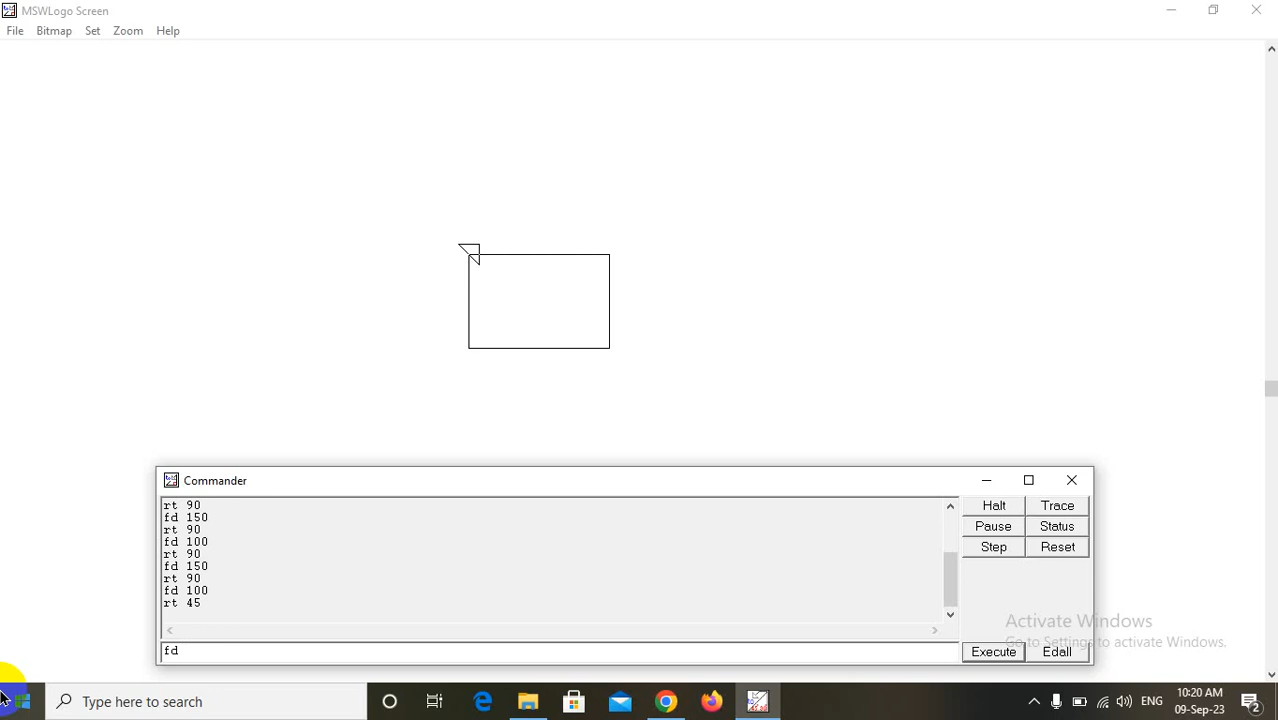 MSWLogo Screen
File Bitmap Set Zoom Help
Commander
rt 90
fd 150
rt 90
fd 100
rt 90
fd 150
rt 90
fd 100
rt 45
fd
Halt Trace
Pause Status
Step Reset
Execute Edall
Activate Windows
Go to Settings to activate Windows.
Type here to search
ENG
10:20 AM
09-Sep-23
2